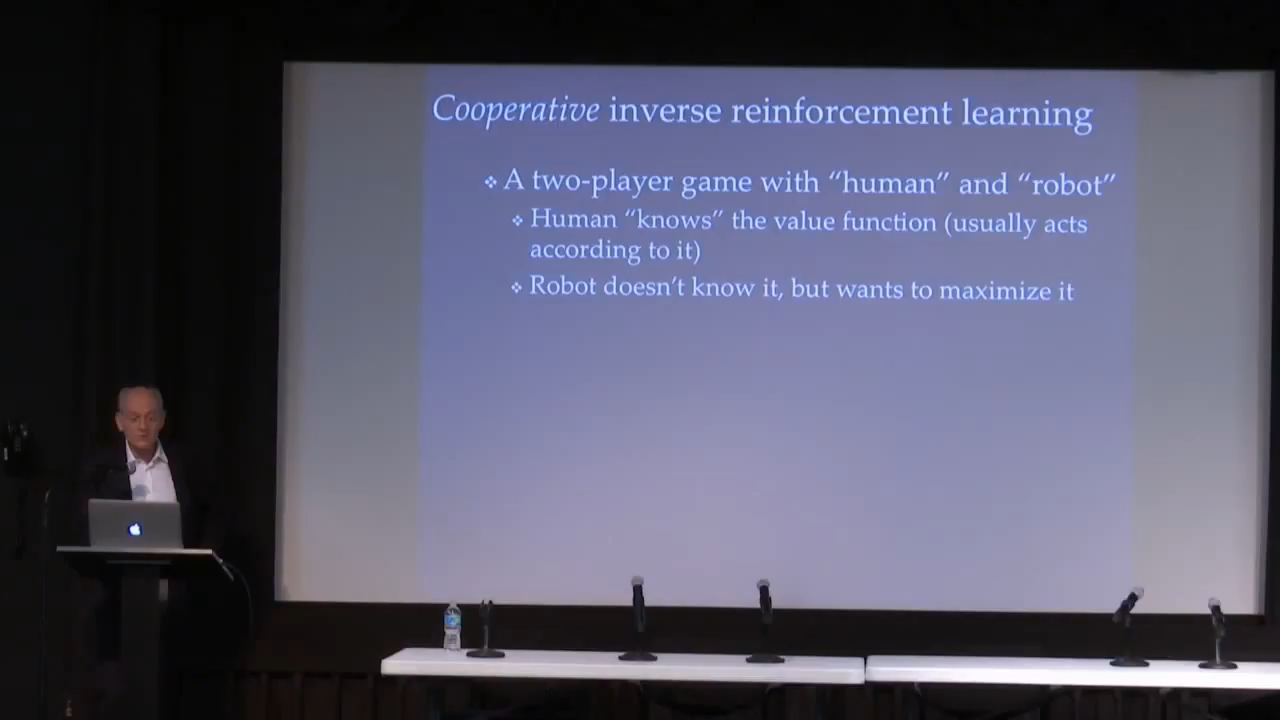 Cooperative inverse reinforcement learning
❖ A two-player game with “human” and “robot”
❖ Human “knows” the value function (usually acts
according to it)
❖ Robot doesn’t know it, but wants to maximize it